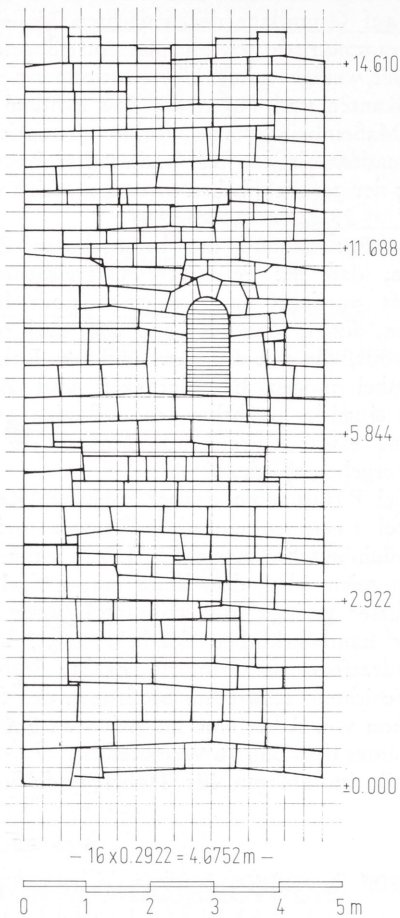 +14.610
+11.688
+5.844
+2.922
±0.000
– 16 x 0.2922 = 4.6752 m –
0 1 2 3 4 5 m